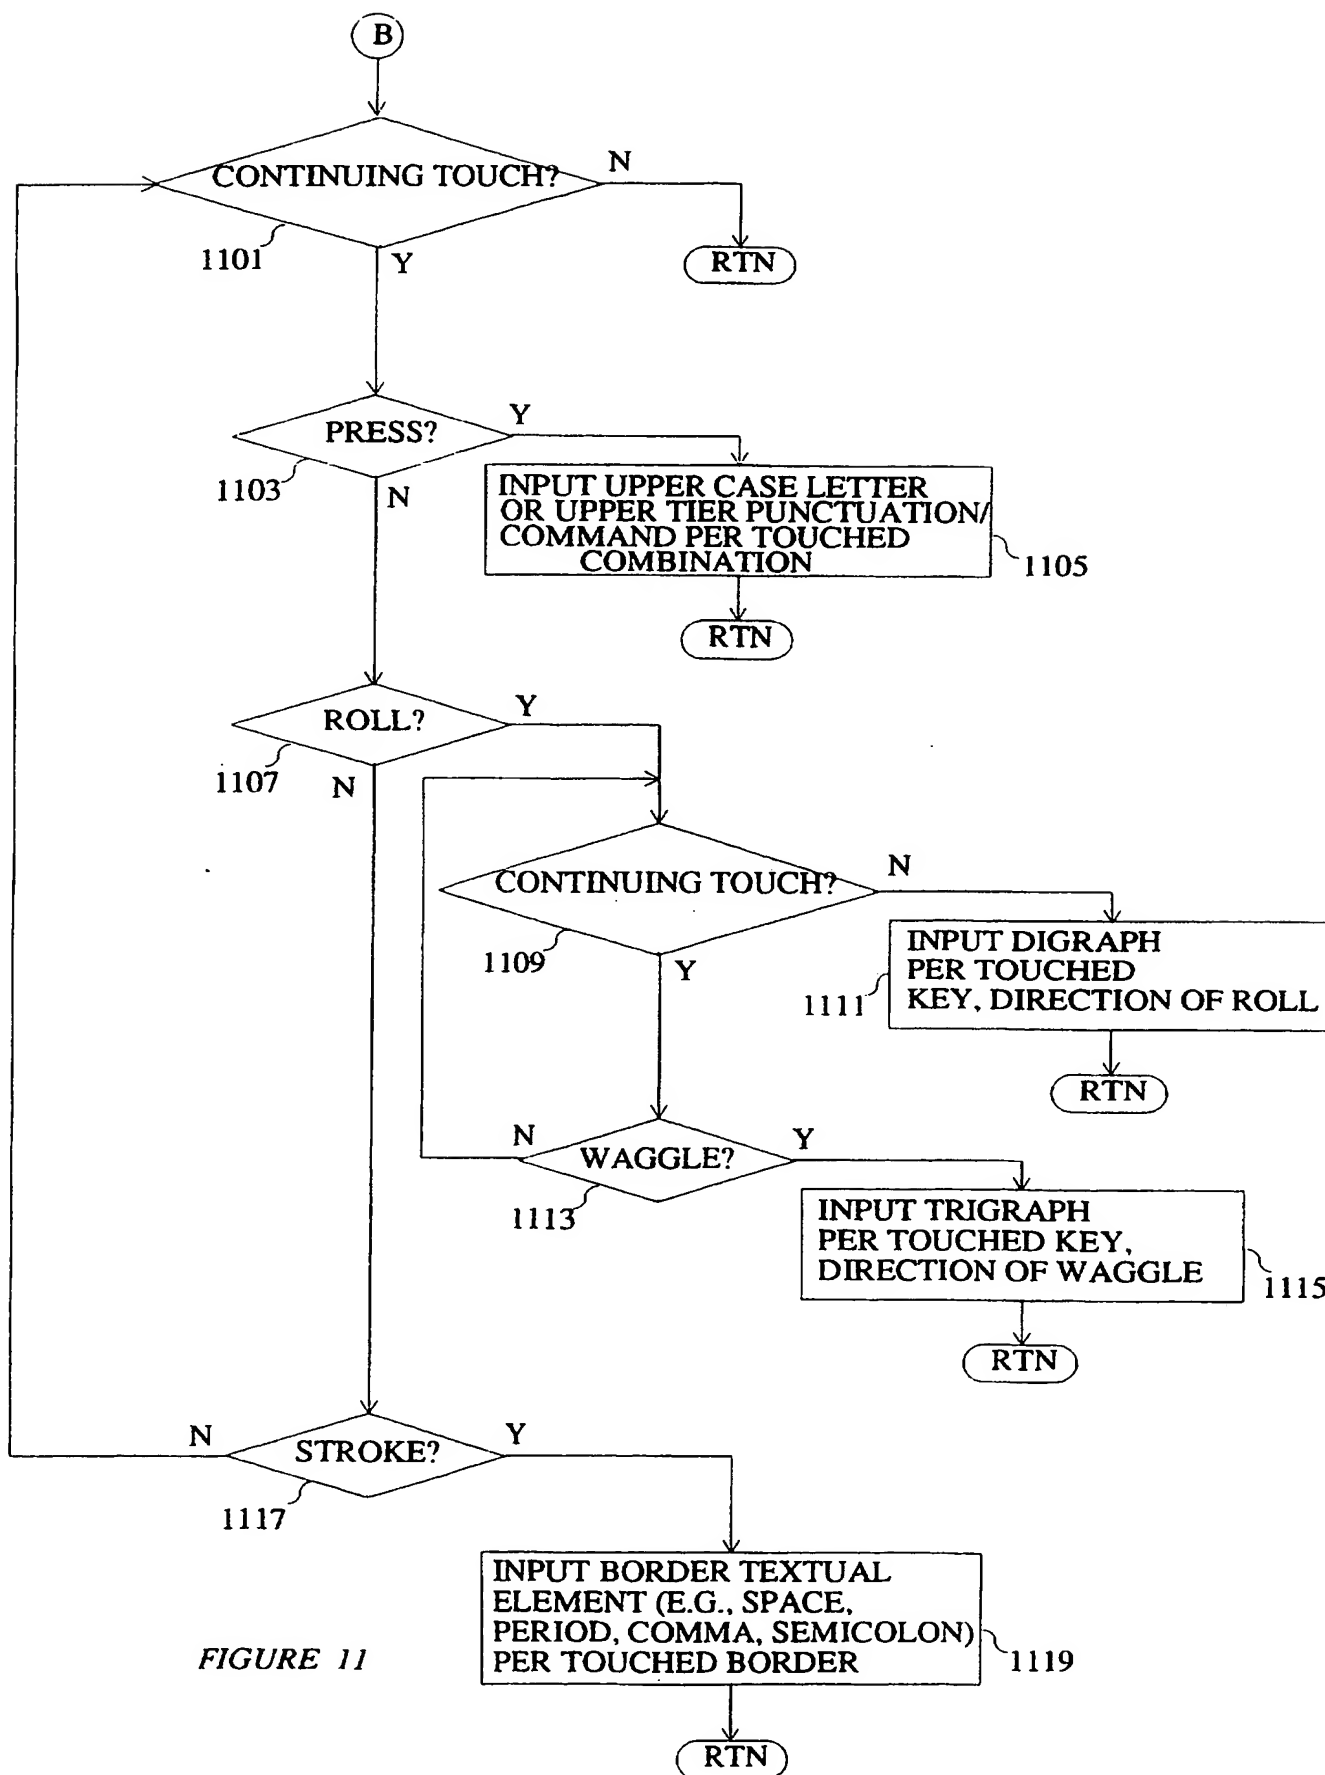 B
CONTINUING TOUCH?
N
1101
Y
RTN
PRESS?
Y
1103
N
INPUT UPPER CASE LETTER
OR UPPER TIER PUNCTUATION/
COMMAND PER TOUCHED
COMBINATION
1105
RTN
ROLL?
Y
1107
N
CONTINUING TOUCH?
N
1109
Y
INPUT DIGRAPH
PER TOUCHED
KEY, DIRECTION OF ROLL
1111
RTN
N
WAGGLE?
Y
1113
INPUT TRIGRAPH
PER TOUCHED KEY,
DIRECTION OF WAGGLE
1115
RTN
N
STROKE?
Y
1117
INPUT BORDER TEXTUAL
ELEMENT (E.G., SPACE,
PERIOD, COMMA, SEMICOLON)
PER TOUCHED BORDER
1119
FIGURE 11
RTN